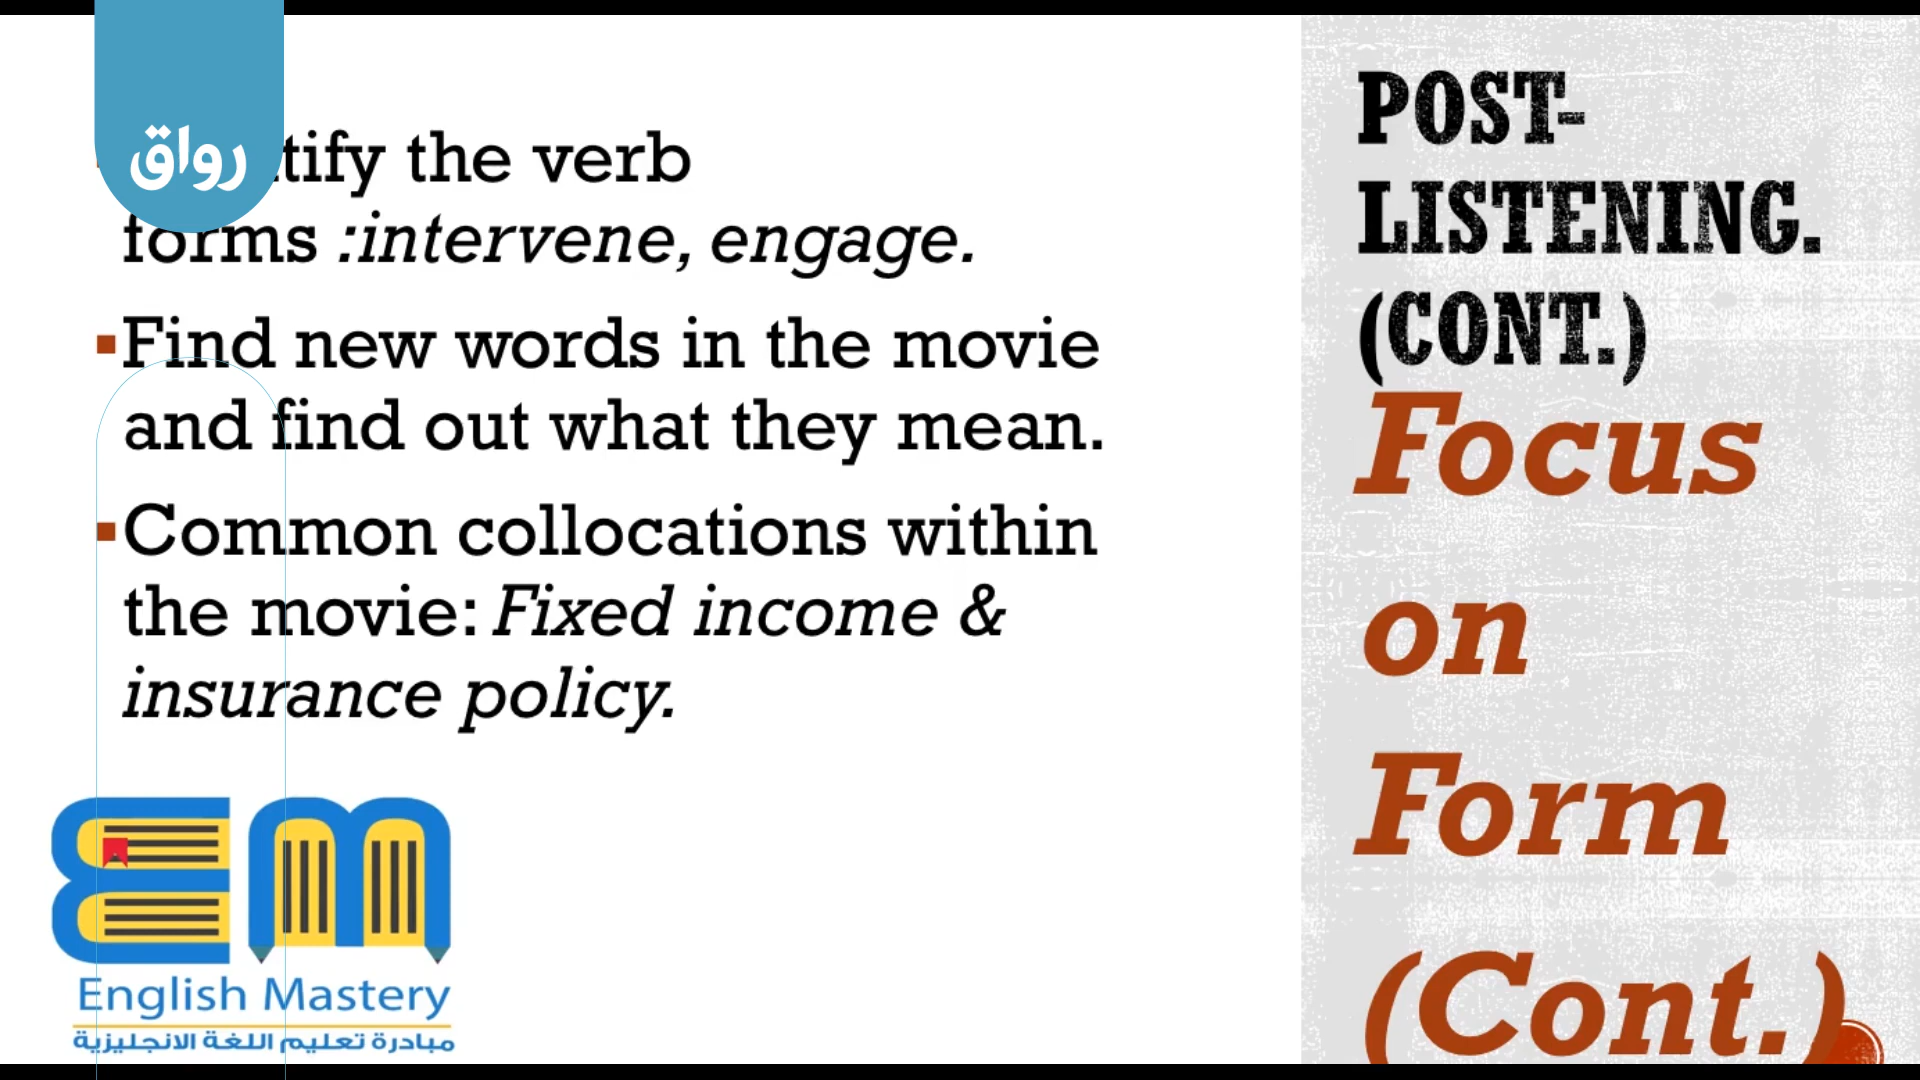 رواق
the verb
forms :intervene, engage.
Find new words in the movie
and find out what they mean.
Common collocations within
the movie: Fixed income &
insurance policy.
POST-
LISTENING.
(CONT.)
Focus
on
Form
(Cont.)
English Mastery
مبادرة تعليم اللغة الانجليزية